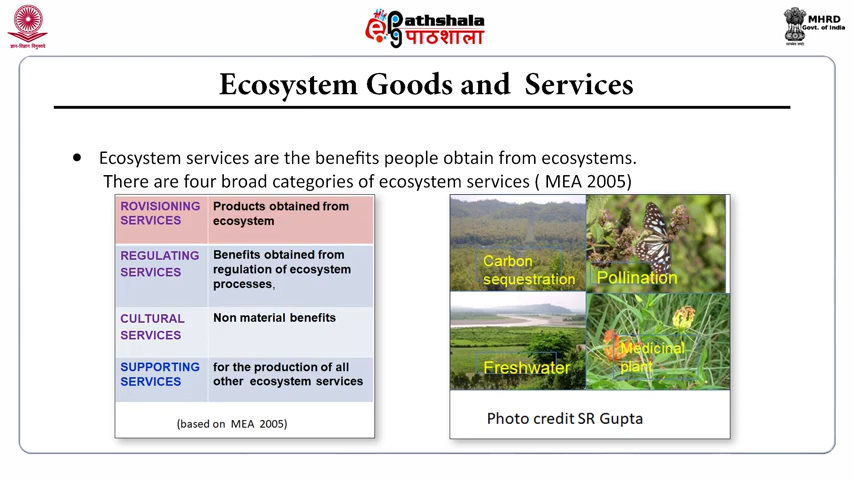 ज्ञान-विज्ञान विमुक्तये
Pathshala
पाठशाला
MHRD
Govt. of India
Ecosystem Goods and Services
● Ecosystem services are the benefits people obtain from ecosystems.
There are four broad categories of ecosystem services ( MEA 2005)
ROVISIONING SERVICES
Products obtained from
ecosystem
REGULATING
SERVICES
Benefits obtained from
regulation of ecosystem
processes,
CULTURAL
SERVICES
Non material benefits
SUPPORTING
SERVICES
for the production of all
other ecosystem services
(based on MEA 2005)
Carbon
sequestration
Pollination
Freshwater
Medicinal
plant
Photo credit SR Gupta